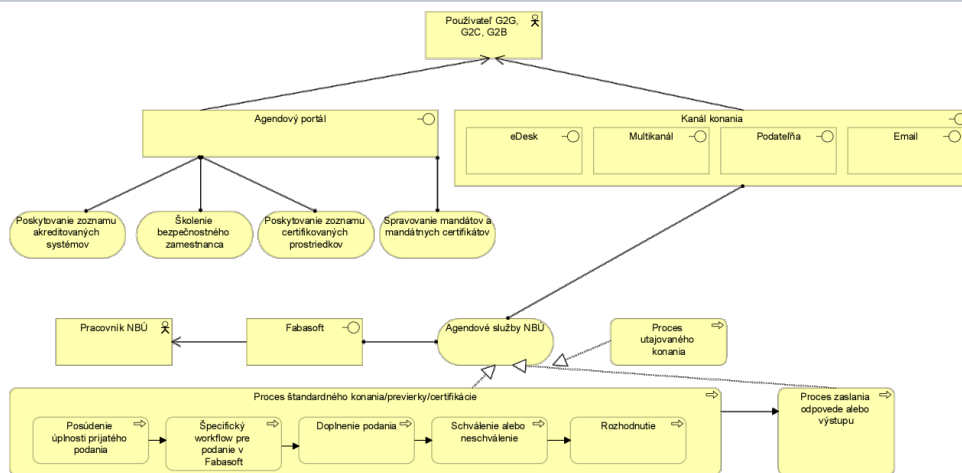 Používateľ G2G,
G2C, G2B
Agendový portál
Kanál konania
eDesk
Multikanál
Podateľňa
Email
Poskytovanie zoznamu
akreditovaných
systémov
Školenie
bezpečnostného
zamestnanca
Poskytovanie zoznamu
certifikovaných
prostriedkov
Spravovanie mandátov a
mandátnych certifikátov
Pracovník NBÚ
Fabasoft
Agendové služby NBÚ
Proces
utajovaného
konania
Proces štandardného konania/previerky/certifikácie
Posúdenie
úplnosti prijatého
podania
Špecifický
workflow pre
podanie v
Fabasoft
Doplnenie podania
Schválenie alebo
neschválenie
Rozhodnutie
Proces zaslania
odpovede alebo
výstupu